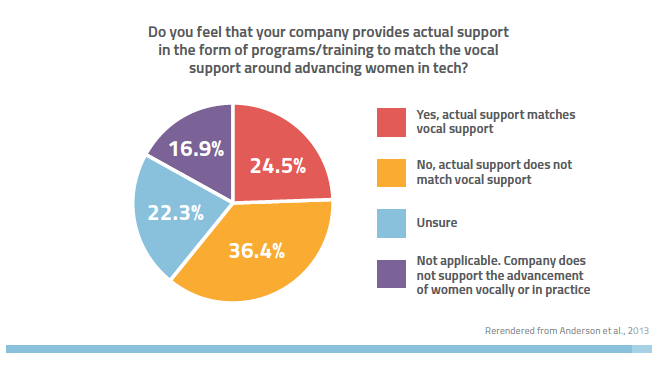 Do you feel that your company provides actual support
in the form of programs/training to match the vocal
support around advancing women in tech?
16.9%
24.5%
22.3%
36.4%
Yes, actual support matches
vocal support
No, actual support does not
match vocal support
Unsure
Not applicable. Company does
not support the advancement
of women vocally or in practice
Rerendered from Anderson et al., 2013